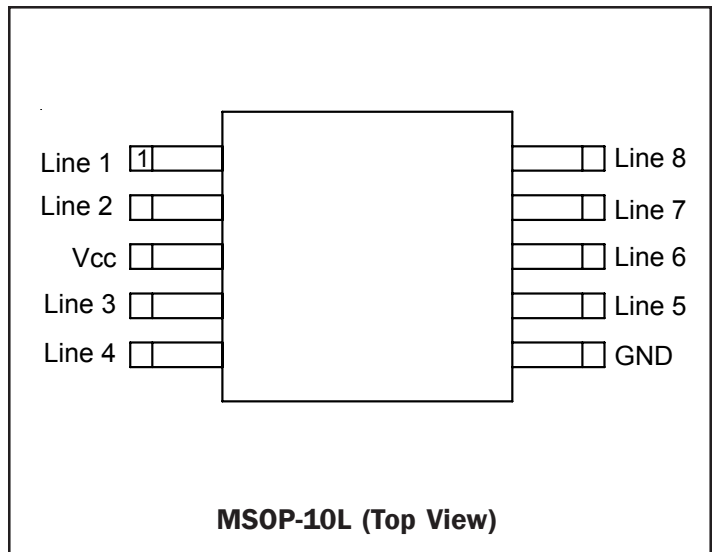 Line 1 1 Line 8
Line 2 Line 7
Vcc Line 6
Line 3 Line 5
Line 4 GND
MSOP-10L (Top View)